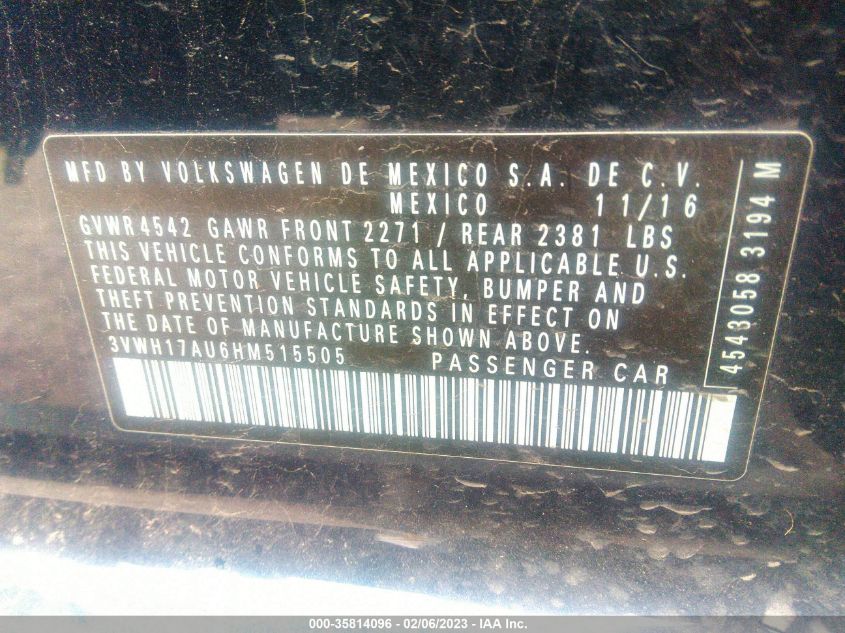 MFD BY VOLKSWAGEN DE MEXICO S.A. DE C.V.
MEXICO 11/16
GVWR 4542 GAWR FRONT 2271 / REAR 2381 LBS
THIS VEHICLE CONFORMS TO ALL APPLICABLE U.S.
FEDERAL MOTOR VEHICLE SAFETY, BUMPER AND
THEFT PREVENTION STANDARDS IN EFFECT ON
THE DATE OF MANUFACTURE SHOWN ABOVE.
3VWH17AU6HM515505 PASSENGER CAR
4543058 3194 M
000-35814096 - 02/06/2023 - IAA Inc.